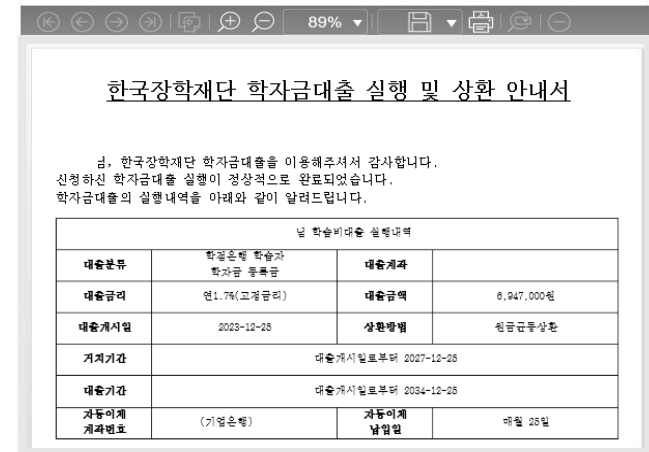 89%
한국장학재단 학자금대출 실행 및 상환 안내서
님, 한국장학재단 학자금대출을 이용해주셔서 감사합니다.
신청하신 학자금대출 실행이 정상적으로 완료되었습니다.
학자금대출의 실행내역을 아래와 같이 알려드립니다.
님 학습비대출 실행내역
대출분류 학점은행 학습자 학자금 등록금 대출계좌
대출금리 연1.7%(고정금리) 대출금액 6,947,000원
대출개시일 2023-12-28 상환방법 원금균등상환
거치기간 대출개시일로부터 2027-12-28
대출기간 대출개시일로부터 2034-12-28
자동이체 계좌번호 (기업은행) 자동이체 납입일 매월 25일